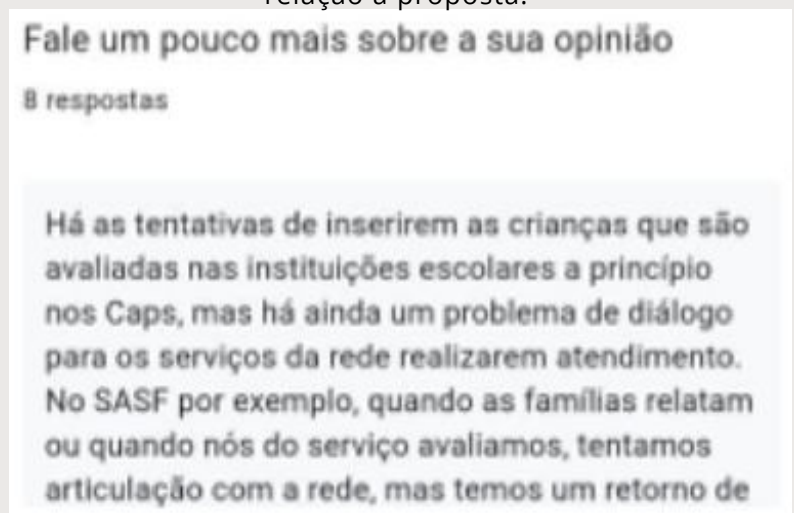 relação à proposta.
Fale um pouco mais sobre a sua opinião
8 respostas
Há as tentativas de inserirem as crianças que são
avaliadas nas instituições escolares a princípio
nos Caps, mas há ainda um problema de diálogo
para os serviços da rede realizarem atendimento.
No SASF por exemplo, quando as famílias relatam
ou quando nós do serviço avaliamos, tentamos
articulação com a rede, mas temos um retorno de